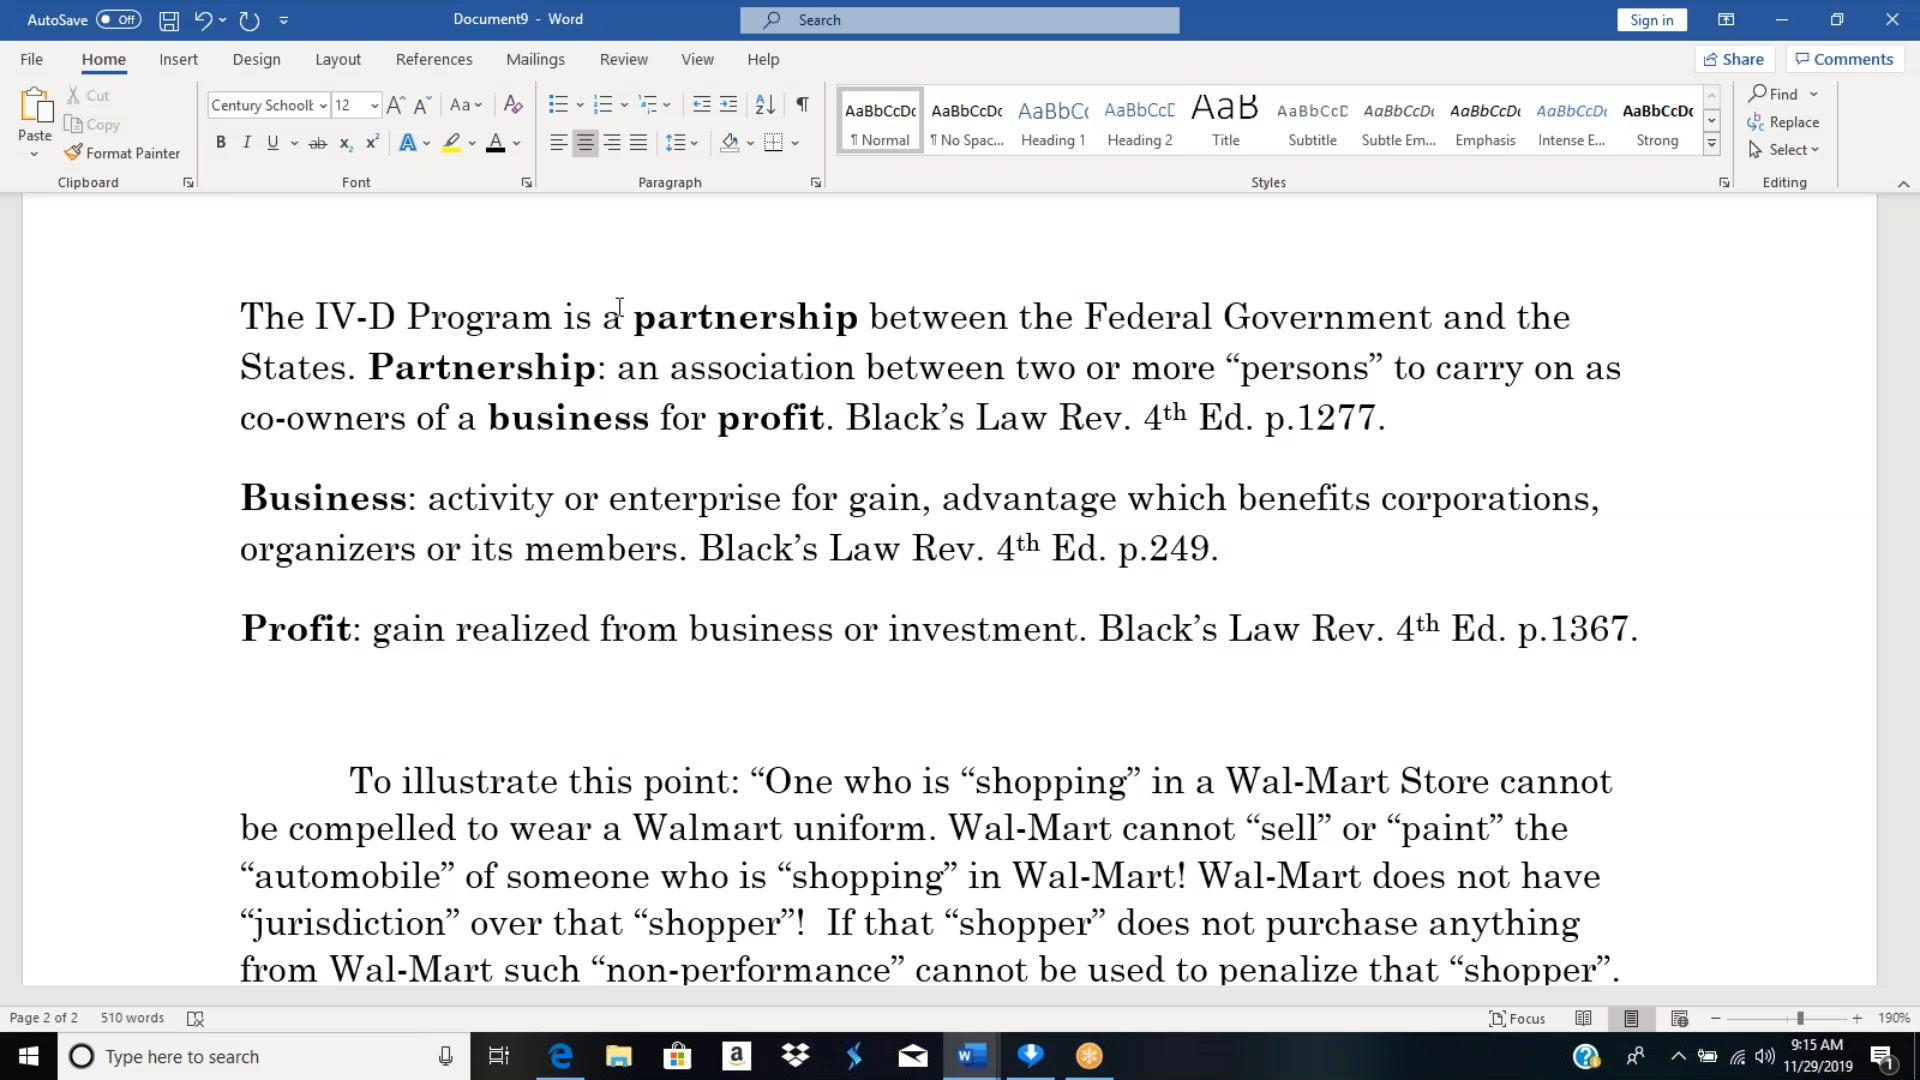 AutoSave Off Document9 - Word Search Sign in
File Home Insert Design Layout References Mailings Review View Help Share Comments
Paste Cut Copy Format Painter Clipboard
Century Schoolb 12 Aa B I U ab x₂ x² A A Font
Paragraph
AaBbCcDc AaBbCcDc AaBbCc AaBbCcD AaB AaBbCcD AaBbCcDc AaBbCcDc AaBbCcDc AaBbCcDc
¶ Normal ¶ No Spac... Heading 1 Heading 2 Title Subtitle Subtle Em... Emphasis Intense E... Strong
Styles
Find Replace Select Editing
The IV-D Program is a partnership between the Federal Government and the
States. Partnership: an association between two or more “persons” to carry on as
co-owners of a business for profit. Black’s Law Rev. 4th Ed. p.1277.
Business: activity or enterprise for gain, advantage which benefits corporations,
organizers or its members. Black’s Law Rev. 4th Ed. p.249.
Profit: gain realized from business or investment. Black’s Law Rev. 4th Ed. p.1367.
To illustrate this point: “One who is “shopping” in a Wal-Mart Store cannot
be compelled to wear a Walmart uniform. Wal-Mart cannot “sell” or “paint” the
“automobile” of someone who is “shopping” in Wal-Mart! Wal-Mart does not have
“jurisdiction” over that “shopper”! If that “shopper” does not purchase anything
from Wal-Mart such “non-performance” cannot be used to penalize that “shopper”.
Page 2 of 2 510 words Focus 190%
Type here to search 9:15 AM
11/29/2019 1